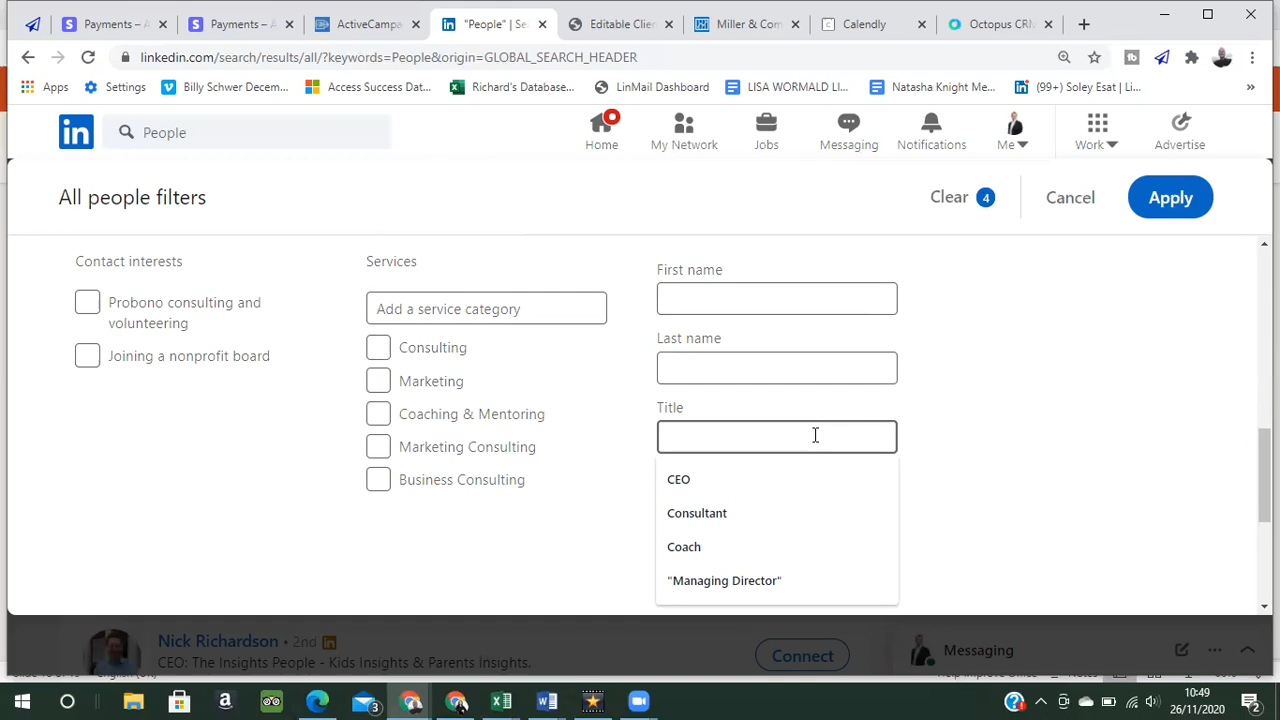 Payments – A
Payments – A
ActiveCampa
"People" | Se
Editable Clie
Miller & Com
Calendly
Octopus CRM
linkedin.com/search/results/all/?keywords=People&origin=GLOBAL_SEARCH_HEADER
Apps
Settings
Billy Schwer Decem...
Access Success Dat...
Richard's Database...
LinMail Dashboard
LISA WORMALD LI...
Natasha Knight Me...
(99+) Soley Esat | Li...
»
in
People
Home
My Network
Jobs
Messaging
Notifications
Me
Work
Advertise
All people filters
Clear 4
Cancel
Apply
Contact interests
Probono consulting and
volunteering
Joining a nonprofit board
Services
Add a service category
Consulting
Marketing
Coaching & Mentoring
Marketing Consulting
Business Consulting
First name
Last name
Title
CEO
Consultant
Coach
"Managing Director"
Nick Richardson • 2nd in
CEO: The Insights People - Kids Insights & Parents Insights.
Connect
Messaging
3
10:49
26/11/2020
2